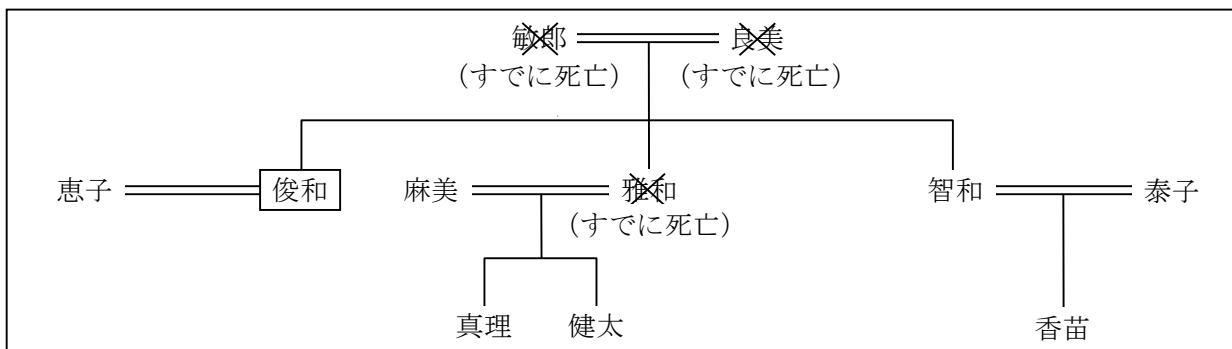 敏郎 良美
(すでに死亡) (すでに死亡)
恵子 俊和 麻美 雅和 智和 泰子
(すでに死亡)
真理 健太 香苗